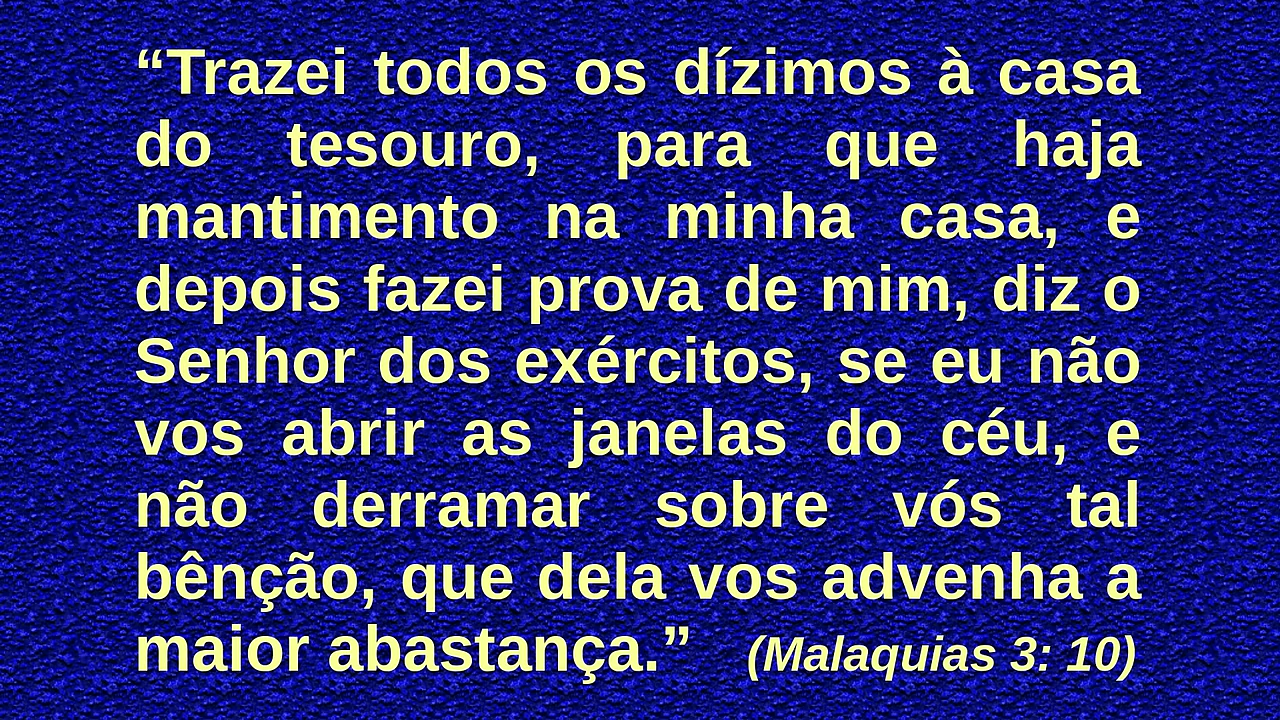 “Trazei todos os dízimos à casa
do tesouro, para que haja
mantimento na minha casa, e
depois fazei prova de mim, diz o
Senhor dos exércitos, se eu não
vos abrir as janelas do céu, e
não derramar sobre vós tal
bênção, que dela vos advenha a
maior abastança.” (Malaquias 3: 10)